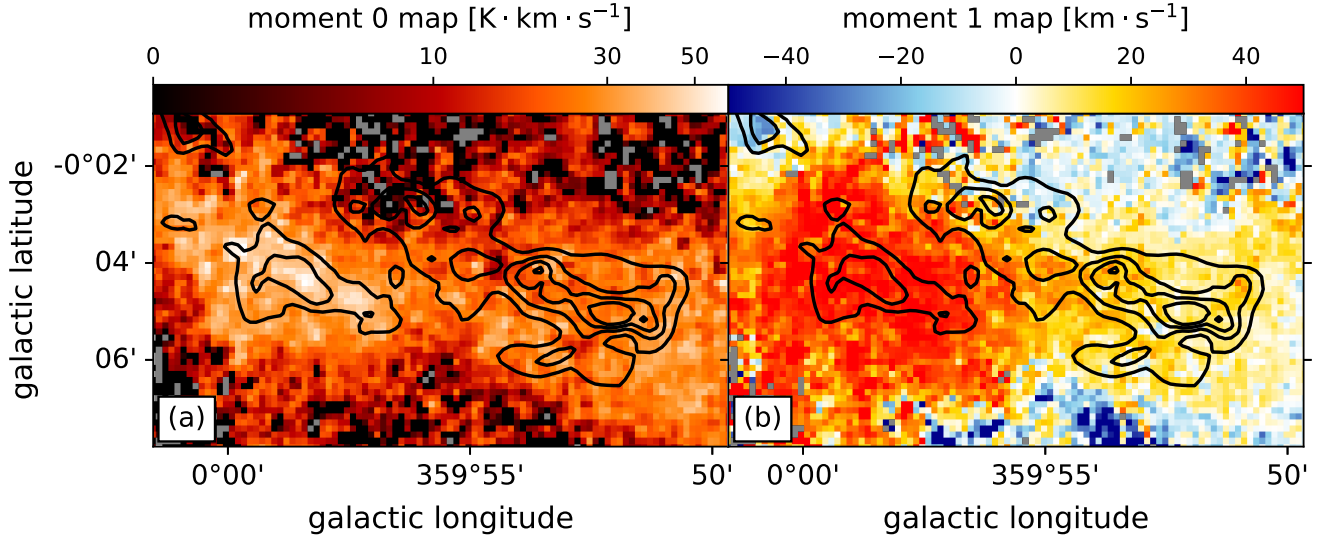 moment 0 map [K · km · s⁻¹] moment 1 map [km · s⁻¹]
0 10 30 50 −40 −20 0 20 40
-0°02'
04'
06'
galactic latitude
(a) (b)
0°00' 359°55' 50' 0°00' 359°55' 50'
galactic longitude galactic longitude